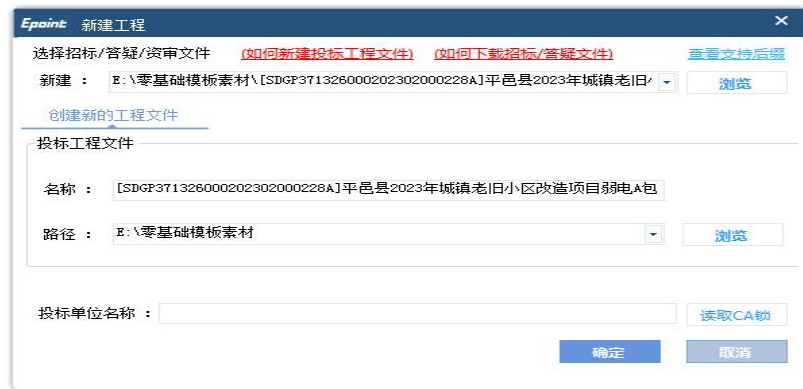 Epoint 新建工程 ×
选择招标/答疑/资审文件 (如何新建投标工程文件) (如何下载招标/答疑文件) 查看支持后缀
新建 : E:\零基础模板素材\[SDGP371326000202302000228A]平邑县2023年城镇老旧小 浏览
创建新的工程文件
投标工程文件
名称 : [SDGP371326000202302000228A]平邑县2023年城镇老旧小区改造项目弱电A包
路径 : E:\零基础模板素材 浏览
投标单位名称 : 读取CA锁
确定 取消